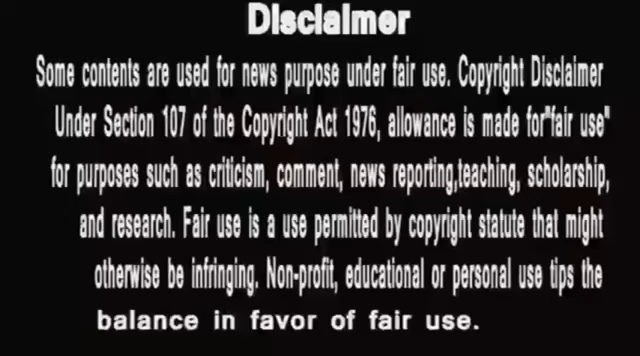 Disclaimer
Some contents are used for news purpose under fair use. Copyright Disclaimer
Under Section 107 of the Copyright Act 1976, allowance is made for"fair use"
for purposes such as criticism, comment, news reporting,teaching, scholarship,
and research. Fair use is a use permitted by copyright statute that might
otherwise be infringing. Non-profit, educational or personal use tips the
balance in favor of fair use.